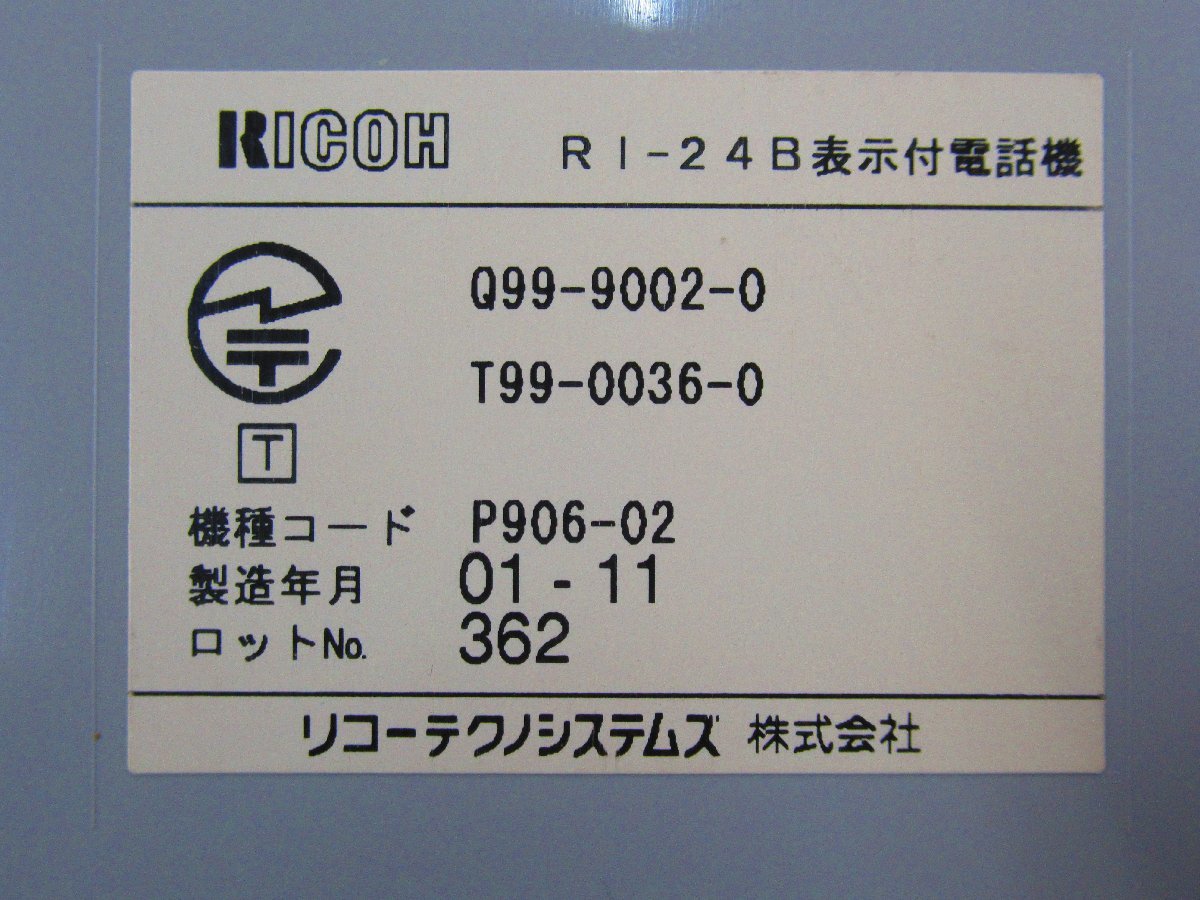 RICOH RI-24B表示付電話機
Q99-9002-0
T99-0036-0
T
機種コード P906-02
製造年月 01-11
ロットNo. 362
リコーテクノシステムズ 株式会社